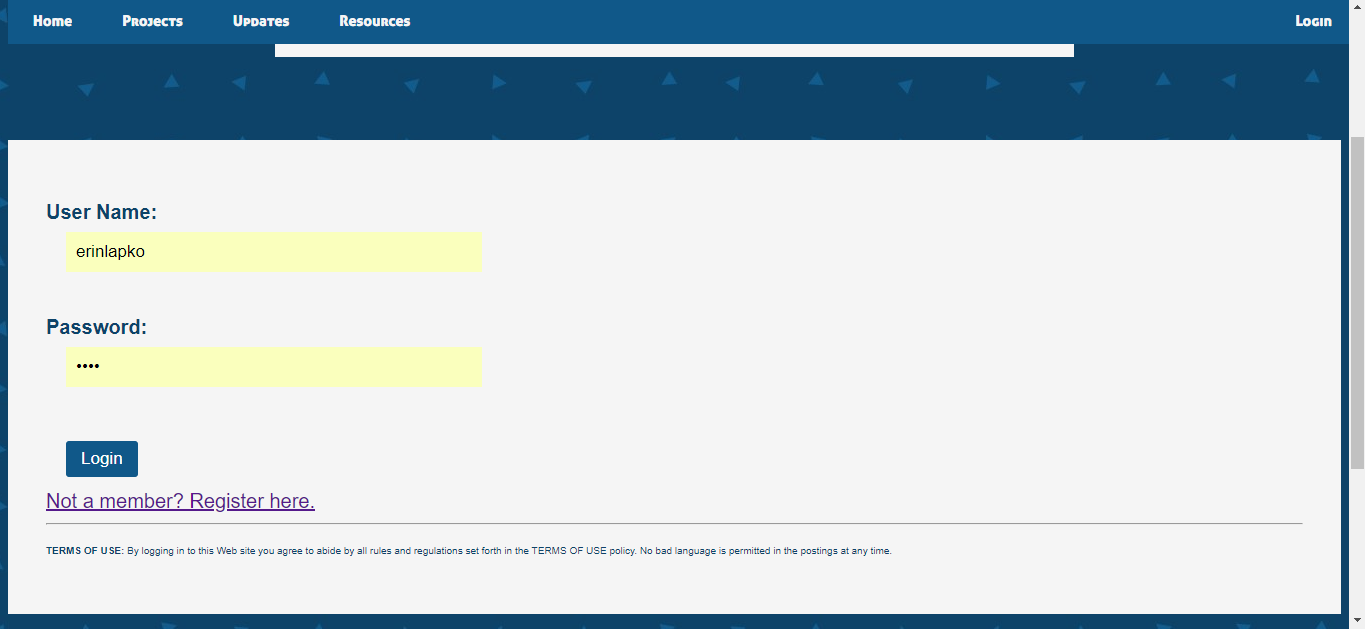 Home Projects Updates Resources Login
User Name:
erinlapko
Password:
••••
Login
Not a member? Register here.
TERMS OF USE: By logging in to this Web site you agree to abide by all rules and regulations set forth in the TERMS OF USE policy. No bad language is permitted in the postings at any time.